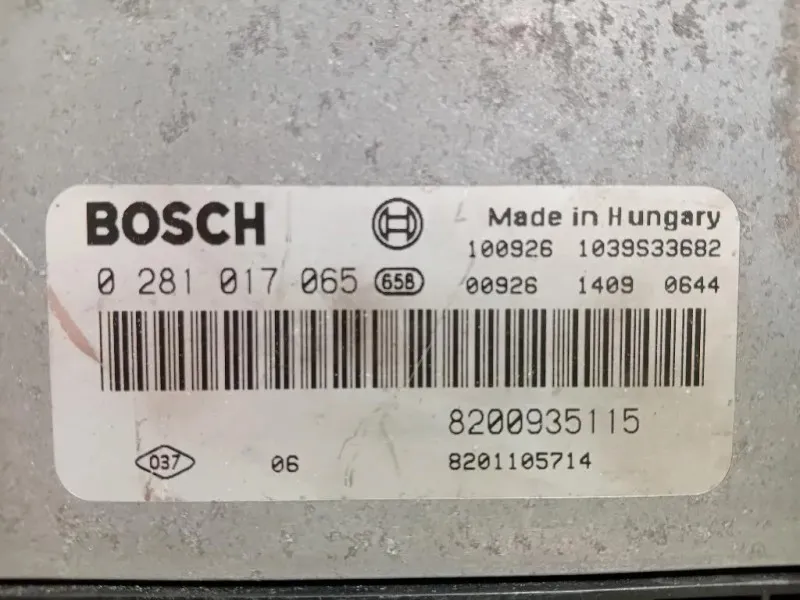 BOSCH
Made in Hungary
100926 1039S33682
0 281 017 065 658
00926 1409 0644
8200935115
037 06 8201105714